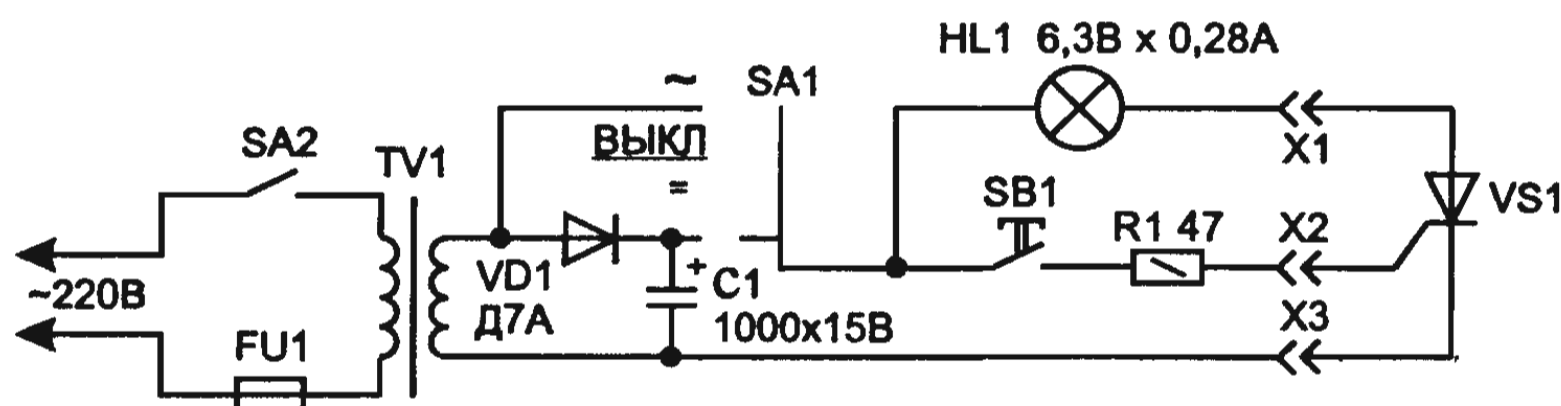 HL1 6,3В x 0,28А
~
SA1
ВЫКЛ
=
SA2
TV1
X1
SB1
VS1
R1 47
X2
~220В
VD1
Д7А
+
C1
1000x15В
X3
FU1